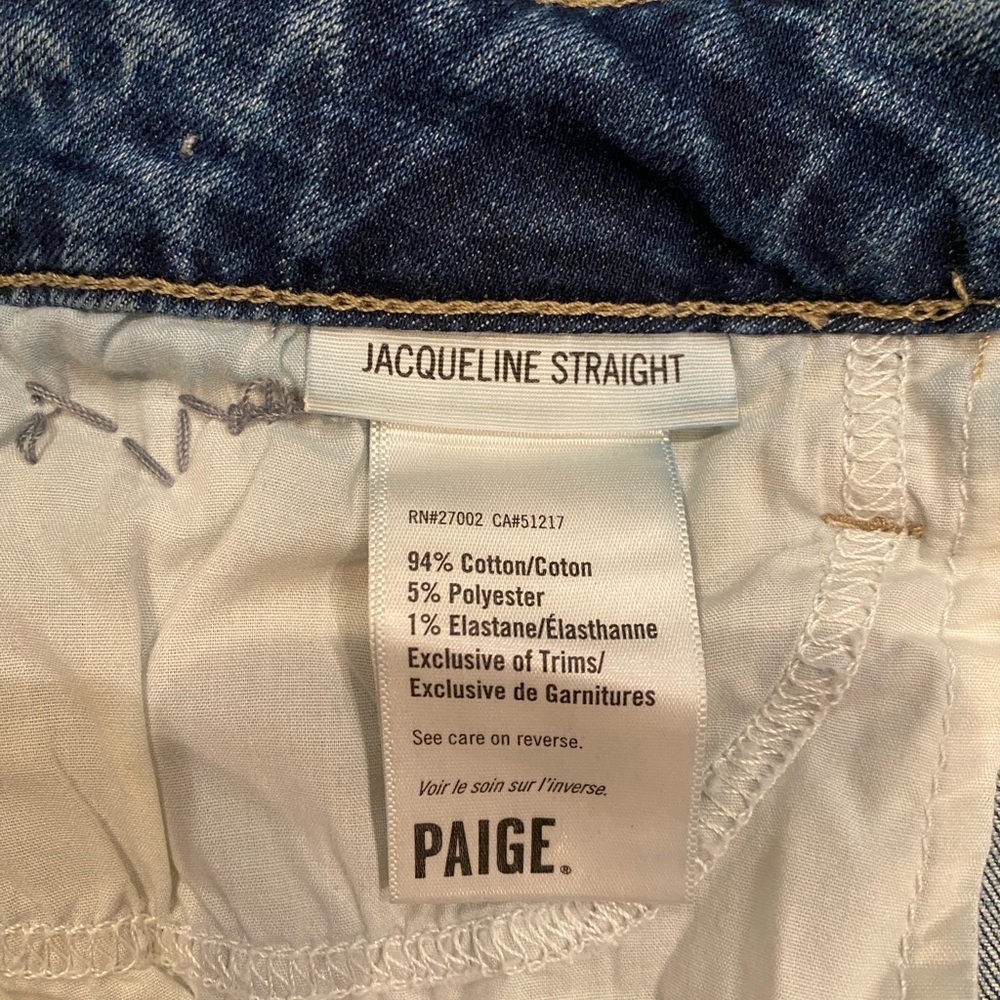 JACQUELINE STRAIGHT
RN#27002 CA#51217
94% Cotton/Coton
5% Polyester
1% Elastane/Élasthanne
Exclusive of Trims/
Exclusive de Garnitures
See care on reverse.
Voir le soin sur l'inverse.
PAIGE®